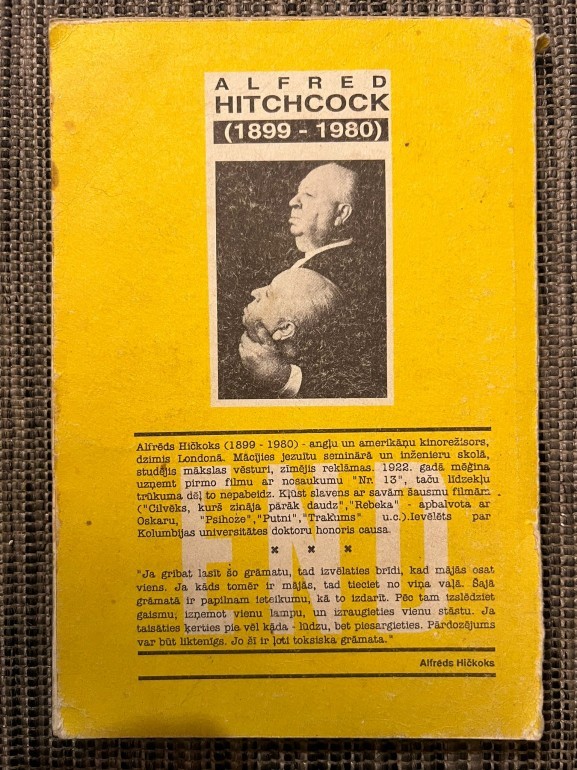 ALFRED
HITCHCOCK
(1899 - 1980)
Alfrēds Hičkoks (1899 - 1980) - angļu un amerikāņu kinorežisors,
dzimis Londonā. Mācījies jezuītu seminārā un inženieru skolā,
studējis mākslas vēsturi, zīmējis reklāmas. 1922. gadā mēģina
uzņemt pirmo filmu ar nosaukumu "Nr. 13", taču līdzekļu
trūkuma dēļ to nepabeidz. Kļūst slavens ar savām šausmu filmām
("Cilvēks, kurš zināja pārāk daudz","Rebeka" - apbalvota ar
Oskaru, "Psihoze","Putni","Trakums" u.c.).Ievēlēts par
Kolumbijas universitātes doktoru honoris causa.
× × ×
END
"Ja gribat lasīt šo grāmatu, tad izvēlaties brīdi, kad mājās osat
viens. Ja kāds tomēr ir mājās, tad tieciet no viņa vaļā. Šajā
grāmatā ir papilnam ieteikumu, kā to izdarīt. Pēc tam izslēdziet
gaismu, izņemot vienu lampu, un izraugieties vienu stāstu. Ja
taisāties ķerties pie vēl kāda - lūdzu, bet piesargieties. Pārdozējums
var būt liktenīgs. Jo šī ir ļoti toksiska grāmata."
Alfrēds Hičkoks